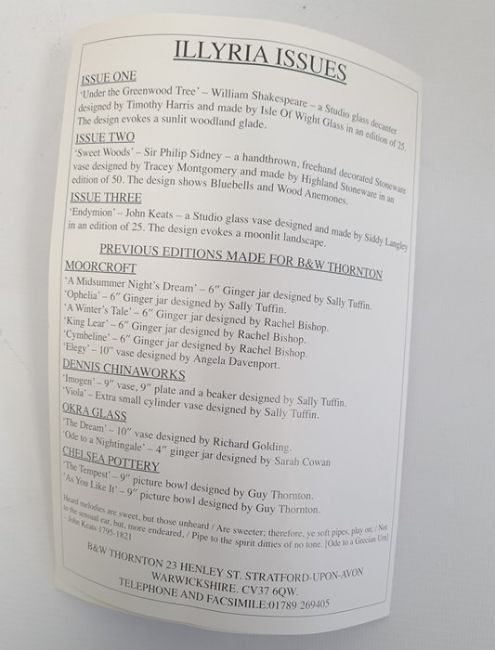 ILLYRIA ISSUES
ISSUE ONE
‘Under the Greenwood Tree’ – William Shakespeare – a Studio glass decanter
designed by Timothy Harris and made by Isle Of Wight Glass in an edition of 25.
The design evokes a sunlit woodland glade.
ISSUE TWO
‘Sweet Woods’ – Sir Philip Sidney – a handthrown, freehand decorated Stoneware
vase designed by Tracey Montgomery and made by Highland Stoneware in an
edition of 50. The design shows Bluebells and Wood Anemones.
ISSUE THREE
‘Endymion’ – John Keats – a Studio glass vase designed and made by Siddy Langley
in an edition of 25. The design evokes a moonlit landscape.
PREVIOUS EDITIONS MADE FOR B&W THORNTON
MOORCROFT
‘A Midsummer Night's Dream’ – 6″ Ginger jar designed by Sally Tuffin.
‘Ophelia’ – 6″ Ginger jar designed by Sally Tuffin.
‘A Winter's Tale’ – 6″ Ginger jar designed by Rachel Bishop.
‘King Lear’ – 6″ Ginger jar designed by Rachel Bishop.
‘Cymbeline’ – 6″ Ginger jar designed by Rachel Bishop.
‘Elegy’ – 10″ vase designed by Angela Davenport.
DENNIS CHINAWORKS
‘Imogen’ – 9″ vase, 9″ plate and a beaker designed by Sally Tuffin.
‘Viola’ – Extra small cylinder vase designed by Sally Tuffin.
OKRA GLASS
‘The Dream’ – 10″ vase designed by Richard Golding.
‘Ode to a Nightingale’ – 4″ ginger jar designed by Sarah Cowan
CHELSEA POTTERY
‘The Tempest’ – 9″ picture bowl designed by Guy Thornton.
‘As You Like It’ – 9″ picture bowl designed by Guy Thornton.
Heard melodies are sweet, but those unheard / Are sweeter; therefore, ye soft pipes, play on; / Not
to the sensual ear, but, more endeared, / Pipe to the spirit ditties of no tone. [Ode to a Grecian Urn]
- John Keats 1795-1821
B&W THORNTON 23 HENLEY ST. STRATFORD-UPON-AVON
WARWICKSHIRE. CV37 6QW.
TELEPHONE AND FACSIMILE:01789 269405